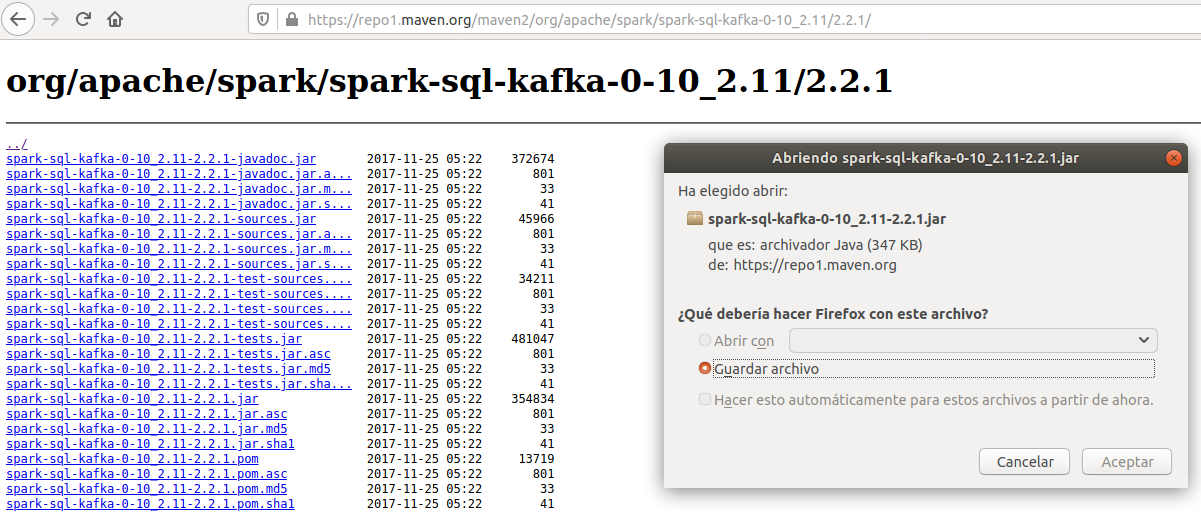 https://repo1.maven.org/maven2/org/apache/spark/spark-sql-kafka-0-10_2.11/2.2.1/
org/apache/spark/spark-sql-kafka-0-10_2.11/2.2.1
../
spark-sql-kafka-0-10_2.11-2.2.1-javadoc.jar 2017-11-25 05:22 372674
spark-sql-kafka-0-10_2.11-2.2.1-javadoc.jar.a... 2017-11-25 05:22 801
spark-sql-kafka-0-10_2.11-2.2.1-javadoc.jar.m... 2017-11-25 05:22 33
spark-sql-kafka-0-10_2.11-2.2.1-javadoc.jar.s... 2017-11-25 05:22 41
spark-sql-kafka-0-10_2.11-2.2.1-sources.jar 2017-11-25 05:22 45966
spark-sql-kafka-0-10_2.11-2.2.1-sources.jar.a... 2017-11-25 05:22 801
spark-sql-kafka-0-10_2.11-2.2.1-sources.jar.m... 2017-11-25 05:22 33
spark-sql-kafka-0-10_2.11-2.2.1-sources.jar.s... 2017-11-25 05:22 41
spark-sql-kafka-0-10_2.11-2.2.1-test-sources.... 2017-11-25 05:22 34211
spark-sql-kafka-0-10_2.11-2.2.1-test-sources.... 2017-11-25 05:22 801
spark-sql-kafka-0-10_2.11-2.2.1-test-sources.... 2017-11-25 05:22 33
spark-sql-kafka-0-10_2.11-2.2.1-test-sources.... 2017-11-25 05:22 41
spark-sql-kafka-0-10_2.11-2.2.1-tests.jar 2017-11-25 05:22 481047
spark-sql-kafka-0-10_2.11-2.2.1-tests.jar.asc 2017-11-25 05:22 801
spark-sql-kafka-0-10_2.11-2.2.1-tests.jar.md5 2017-11-25 05:22 33
spark-sql-kafka-0-10_2.11-2.2.1-tests.jar.sha... 2017-11-25 05:22 41
spark-sql-kafka-0-10_2.11-2.2.1.jar 2017-11-25 05:22 354834
spark-sql-kafka-0-10_2.11-2.2.1.jar.asc 2017-11-25 05:22 801
spark-sql-kafka-0-10_2.11-2.2.1.jar.md5 2017-11-25 05:22 33
spark-sql-kafka-0-10_2.11-2.2.1.jar.sha1 2017-11-25 05:22 41
spark-sql-kafka-0-10_2.11-2.2.1.pom 2017-11-25 05:22 13719
spark-sql-kafka-0-10_2.11-2.2.1.pom.asc 2017-11-25 05:22 801
spark-sql-kafka-0-10_2.11-2.2.1.pom.md5 2017-11-25 05:22 33
spark-sql-kafka-0-10_2.11-2.2.1.pom.sha1 2017-11-25 05:22 41
Abriendo spark-sql-kafka-0-10_2.11-2.2.1.jar
Ha elegido abrir:
spark-sql-kafka-0-10_2.11-2.2.1.jar
que es: archivador Java (347 KB)
de: https://repo1.maven.org
¿Qué debería hacer Firefox con este archivo?
Abrir con
Guardar archivo
Hacer esto automáticamente para estos archivos a partir de ahora.
Cancelar
Aceptar